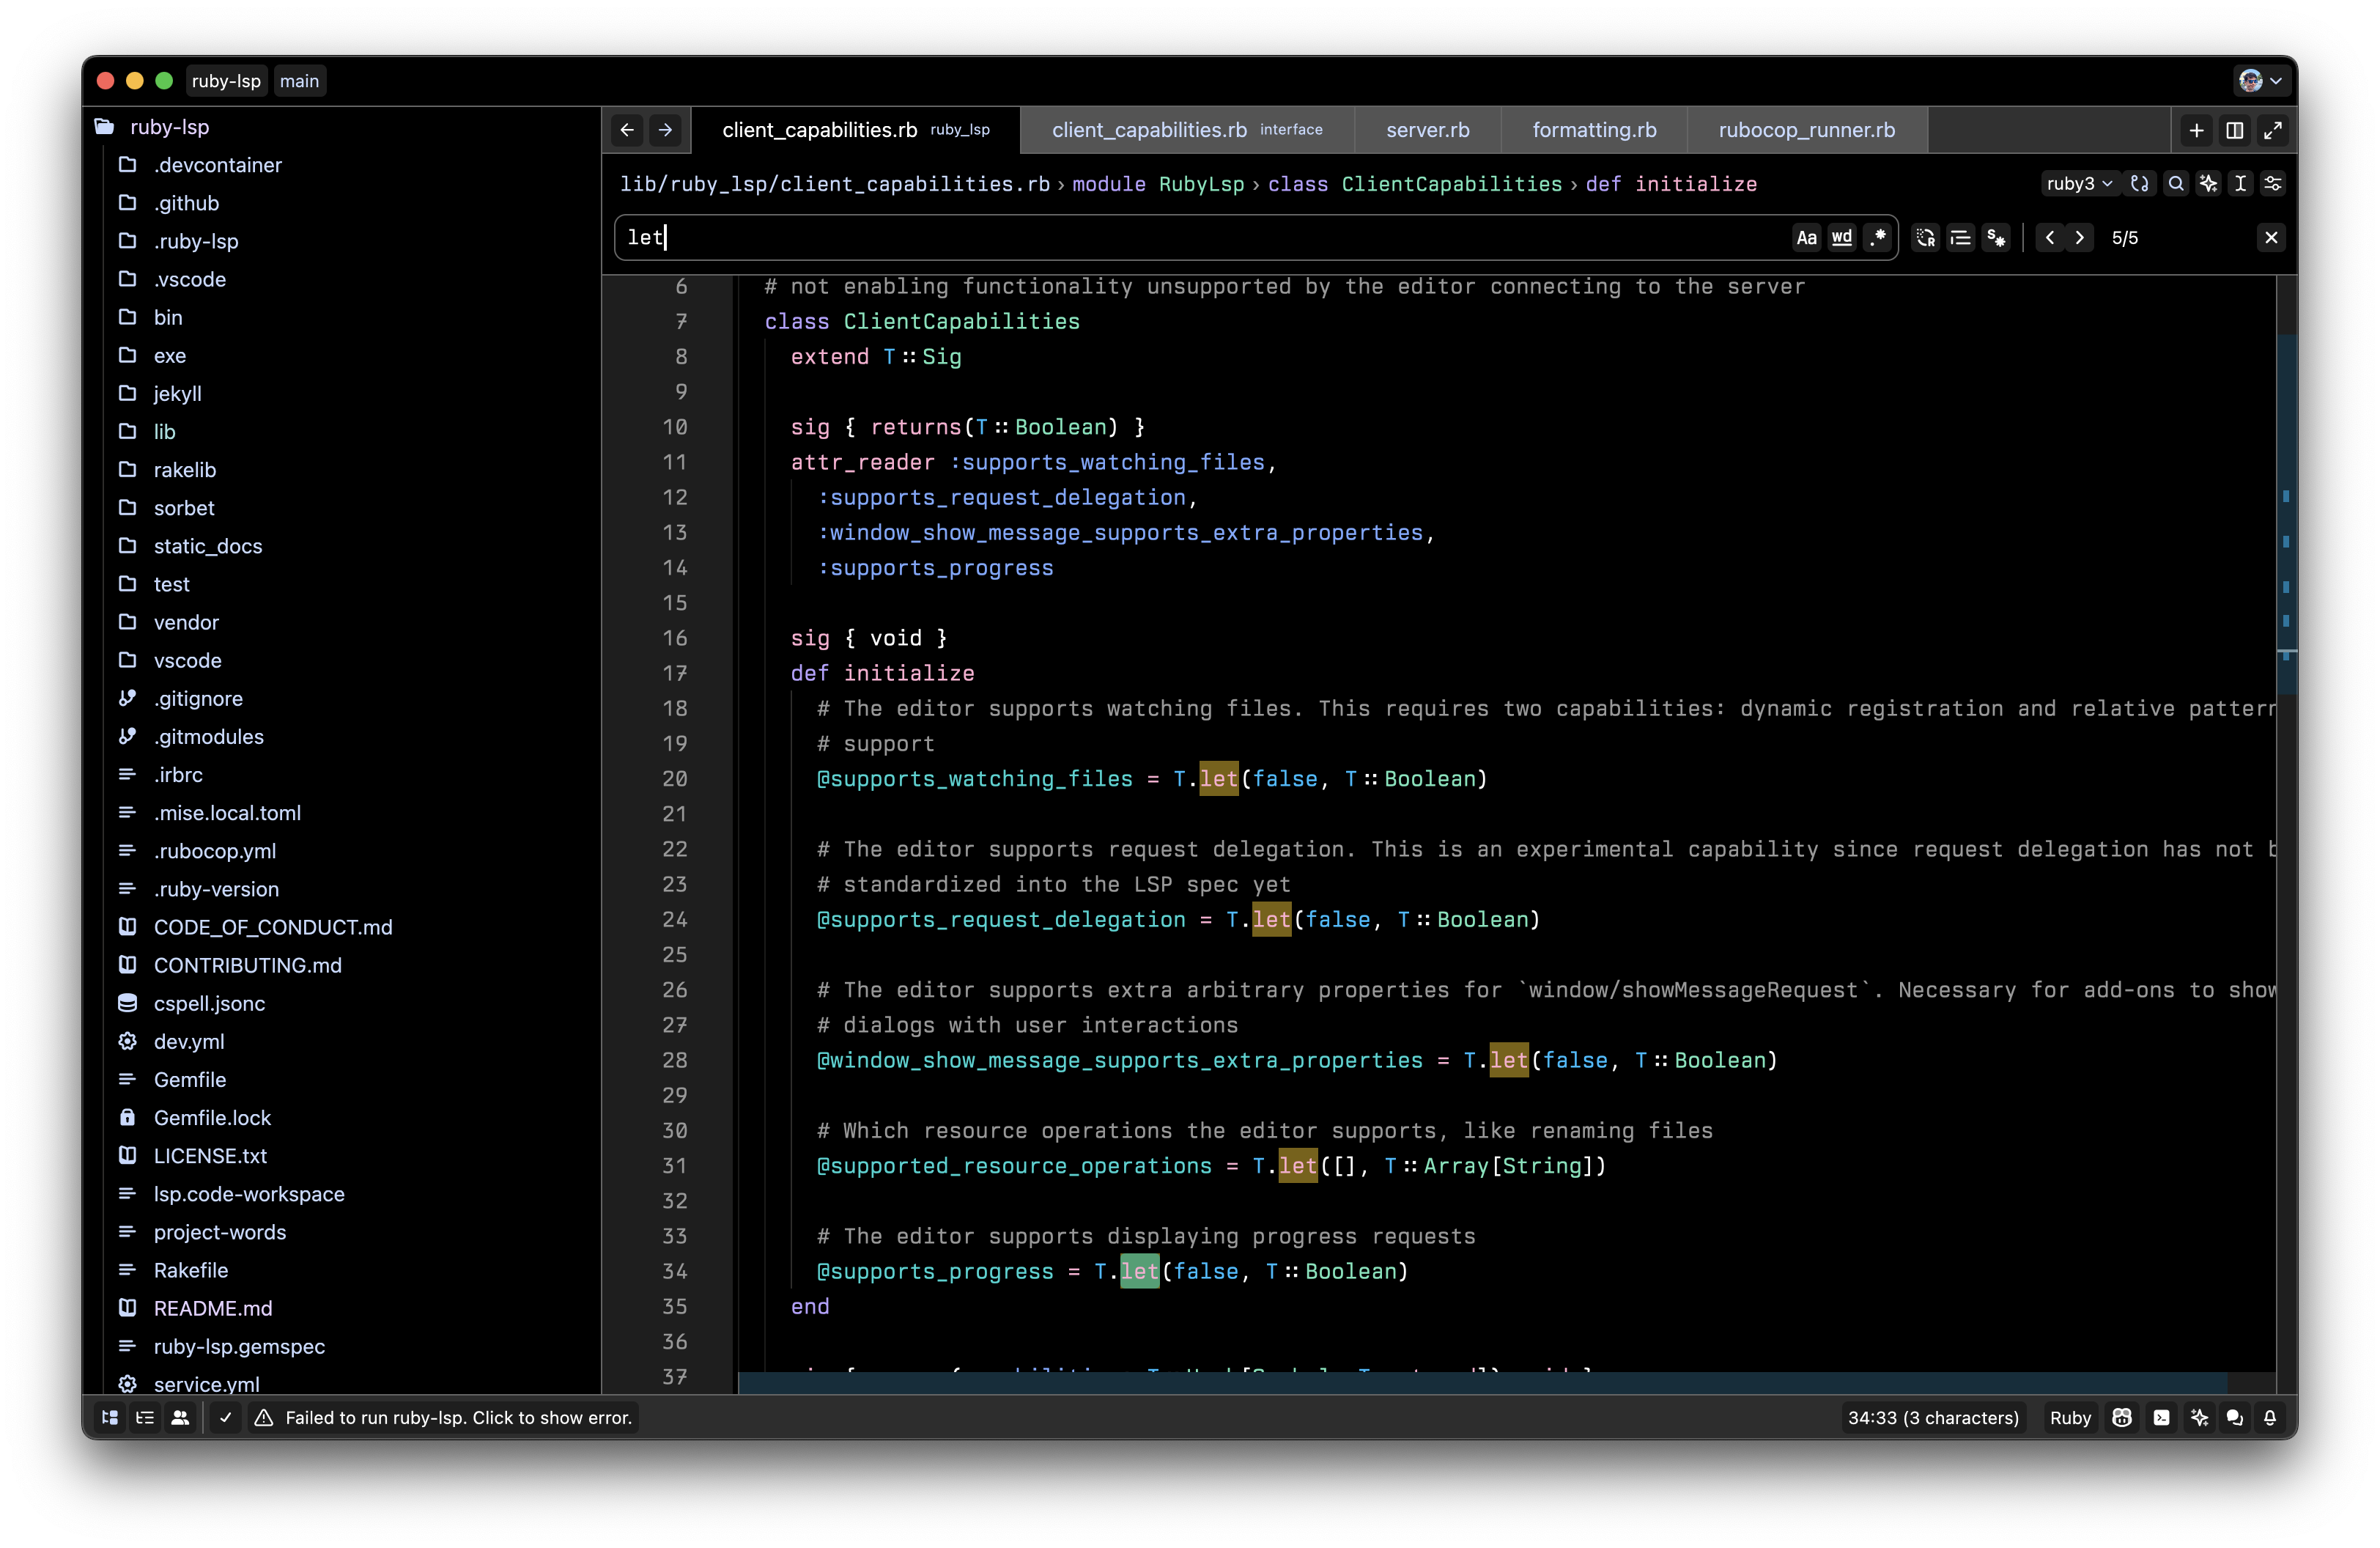 ruby-lsp main
ruby-lsp
.devcontainer
.github
.ruby-lsp
.vscode
bin
exe
jekyll
lib
rakelib
sorbet
static_docs
test
vendor
vscode
.gitignore
.gitmodules
.irbrc
.mise.local.toml
.rubocop.yml
.ruby-version
CODE_OF_CONDUCT.md
CONTRIBUTING.md
cspell.jsonc
dev.yml
Gemfile
Gemfile.lock
LICENSE.txt
lsp.code-workspace
project-words
Rakefile
README.md
ruby-lsp.gemspec
service.yml
client_capabilities.rb ruby_lsp client_capabilities.rb interface server.rb formatting.rb rubocop_runner.rb
lib/ruby_lsp/client_capabilities.rb › module RubyLsp › class ClientCapabilities › def initialize ruby3
let Aa wd .* 5/5
6 # not enabling functionality unsupported by the editor connecting to the server
7 class ClientCapabilities
8 extend T::Sig
9
10 sig { returns(T::Boolean) }
11 attr_reader :supports_watching_files,
12 :supports_request_delegation,
13 :window_show_message_supports_extra_properties,
14 :supports_progress
15
16 sig { void }
17 def initialize
18 # The editor supports watching files. This requires two capabilities: dynamic registration and relative pattern
19 # support
20 @supports_watching_files = T.let(false, T::Boolean)
21
22 # The editor supports request delegation. This is an experimental capability since request delegation has not b
23 # standardized into the LSP spec yet
24 @supports_request_delegation = T.let(false, T::Boolean)
25
26 # The editor supports extra arbitrary properties for `window/showMessageRequest`. Necessary for add-ons to show
27 # dialogs with user interactions
28 @window_show_message_supports_extra_properties = T.let(false, T::Boolean)
29
30 # Which resource operations the editor supports, like renaming files
31 @supported_resource_operations = T.let([], T::Array[String])
32
33 # The editor supports displaying progress requests
34 @supports_progress = T.let(false, T::Boolean)
35 end
36
37
Failed to run ruby-lsp. Click to show error. 34:33 (3 characters) Ruby